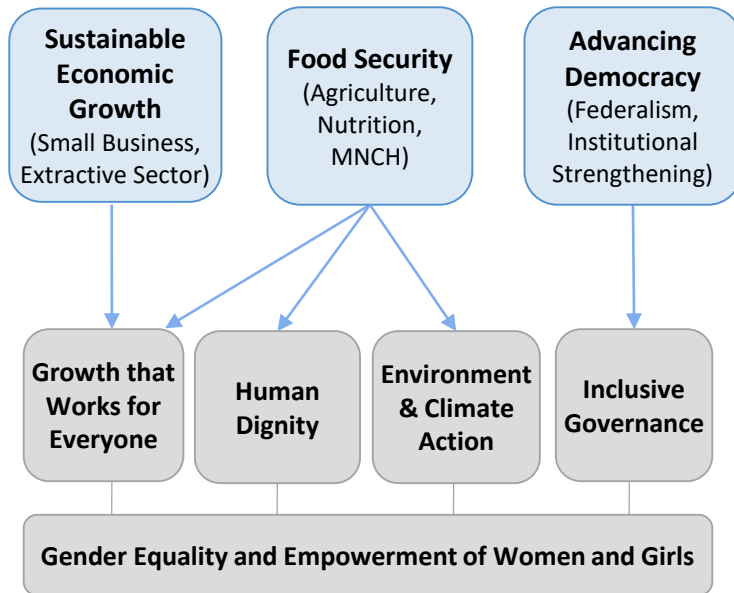 Sustainable
Economic
Growth
(Small Business,
Extractive Sector)
Food Security
(Agriculture,
Nutrition,
MNCH)
Advancing
Democracy
(Federalism,
Institutional
Strengthening)
Growth that
Works for
Everyone
Human
Dignity
Environment
& Climate
Action
Inclusive
Governance
Gender Equality and Empowerment of Women and Girls